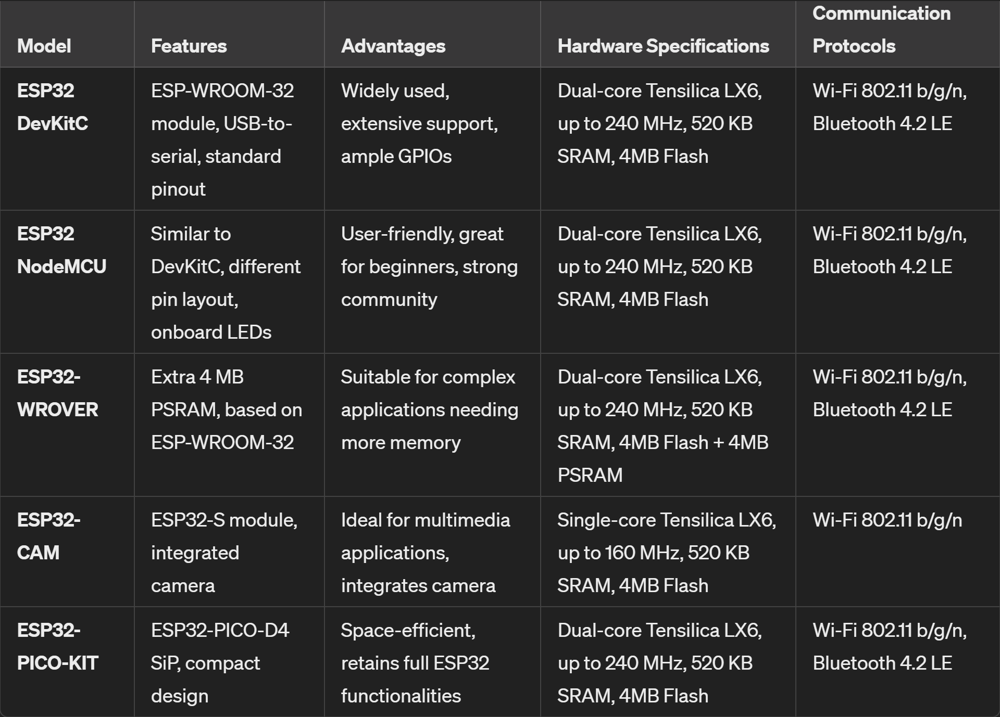 Model
Features
Advantages
Hardware Specifications
Communication
Protocols
ESP32
DevKitC
ESP-WROOM-32
module, USB-to-
serial, standard
pinout
Widely used,
extensive support,
ample GPIOs
Dual-core Tensilica LX6,
up to 240 MHz, 520 KB
SRAM, 4MB Flash
Wi-Fi 802.11 b/g/n,
Bluetooth 4.2 LE
ESP32
NodeMCU
Similar to
DevKitC, different
pin layout,
onboard LEDs
User-friendly, great
for beginners, strong
community
Dual-core Tensilica LX6,
up to 240 MHz, 520 KB
SRAM, 4MB Flash
Wi-Fi 802.11 b/g/n,
Bluetooth 4.2 LE
ESP32-
WROVER
Extra 4 MB
PSRAM, based on
ESP-WROOM-32
Suitable for complex
applications needing
more memory
Dual-core Tensilica LX6,
up to 240 MHz, 520 KB
SRAM, 4MB Flash + 4MB
PSRAM
Wi-Fi 802.11 b/g/n,
Bluetooth 4.2 LE
ESP32-
CAM
ESP32-S module,
integrated
camera
Ideal for multimedia
applications,
integrates camera
Single-core Tensilica LX6,
up to 160 MHz, 520 KB
SRAM, 4MB Flash
Wi-Fi 802.11 b/g/n
ESP32-
PICO-KIT
ESP32-PICO-D4
SiP, compact
design
Space-efficient,
retains full ESP32
functionalities
Dual-core Tensilica LX6,
up to 240 MHz, 520 KB
SRAM, 4MB Flash
Wi-Fi 802.11 b/g/n,
Bluetooth 4.2 LE